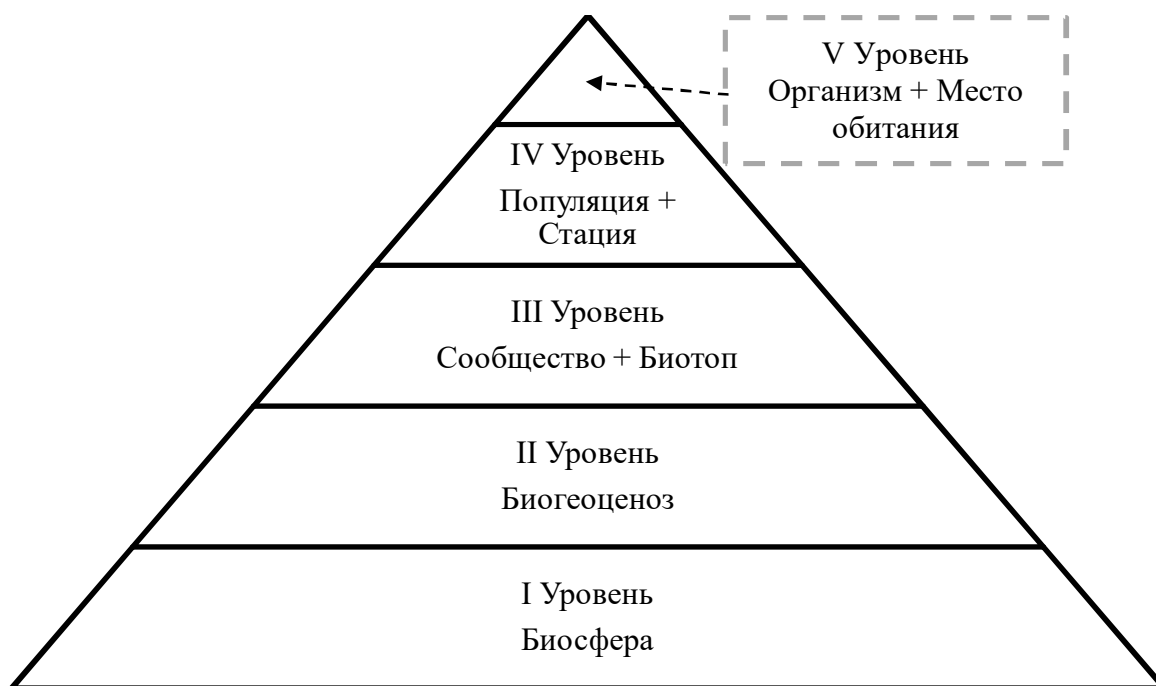 V Уровень
Организм + Место
обитания
IV Уровень
Популяция +
Стация
III Уровень
Сообщество + Биотоп
II Уровень
Биогеоценоз
I Уровень
Биосфера